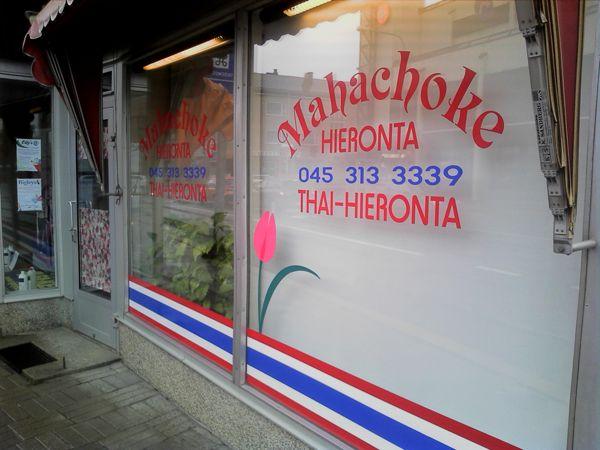 Mahachoke
HIERONTA
045 313 3339
THAI-HIERONTA
Mahachoke
HIERONTA
045 313 3339
THAI-HIERONTA